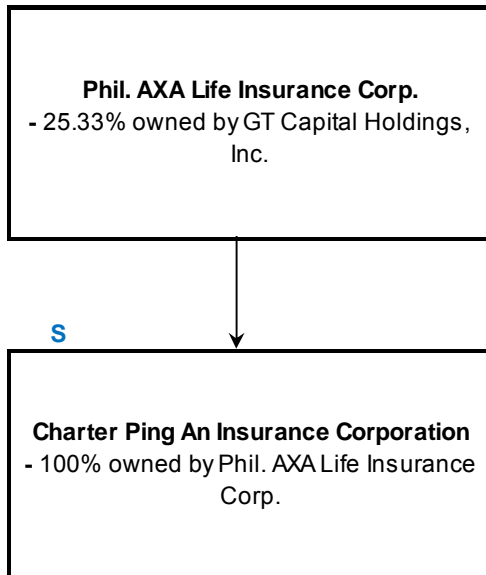 Phil. AXA Life Insurance Corp.
- 25.33% owned by GT Capital Holdings,
Inc.
S
Charter Ping An Insurance Corporation
- 100% owned by Phil. AXA Life Insurance
Corp.